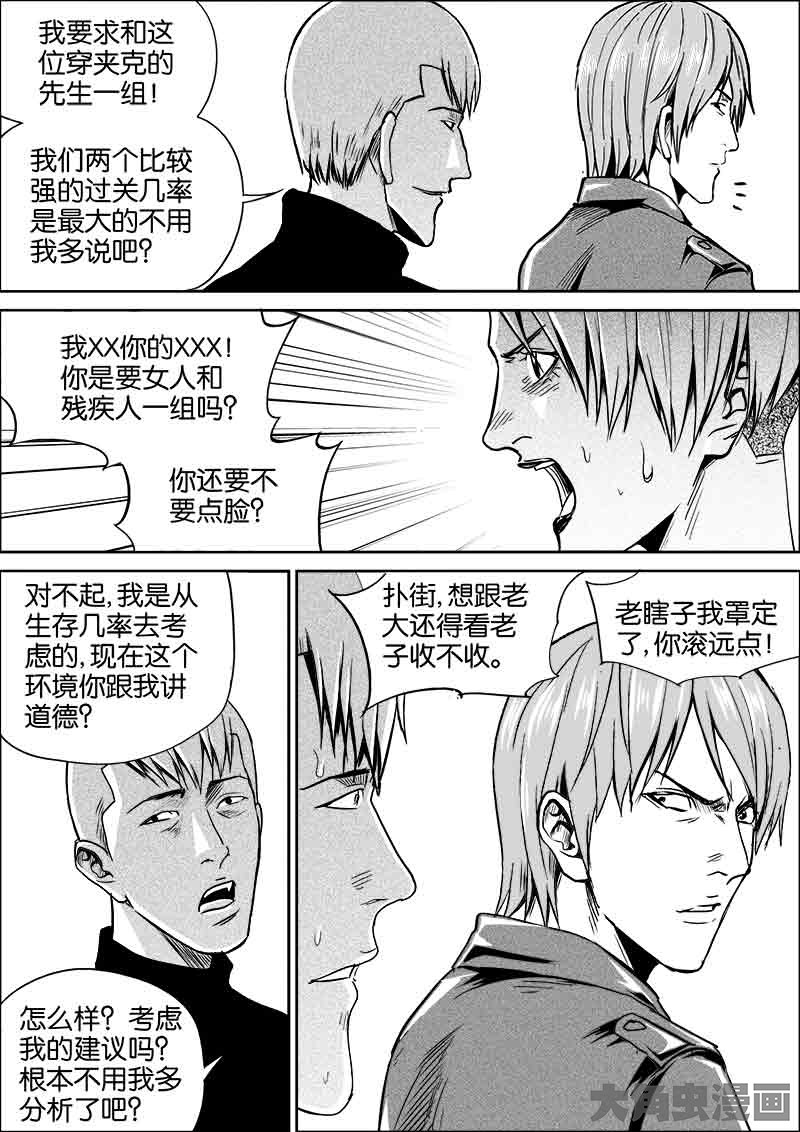 我要求和这
位穿夹克的
先生一组！
我们两个比较
强的过关几率
是最大的不用
我多说吧？
我XX你的XXX！
你是要女人和
残疾人一组吗？
你还要不
要点脸？
对不起，我是从
生存几率去考
虑的，现在这个
环境你跟我讲
道德？
怎么样？考虑
我的建议吗？
根本不用我多
分析了吧？
扑街，想跟老
大还得看老
子收不收。
老瞎子我罩定
了，你滚远点！
大角虫漫画